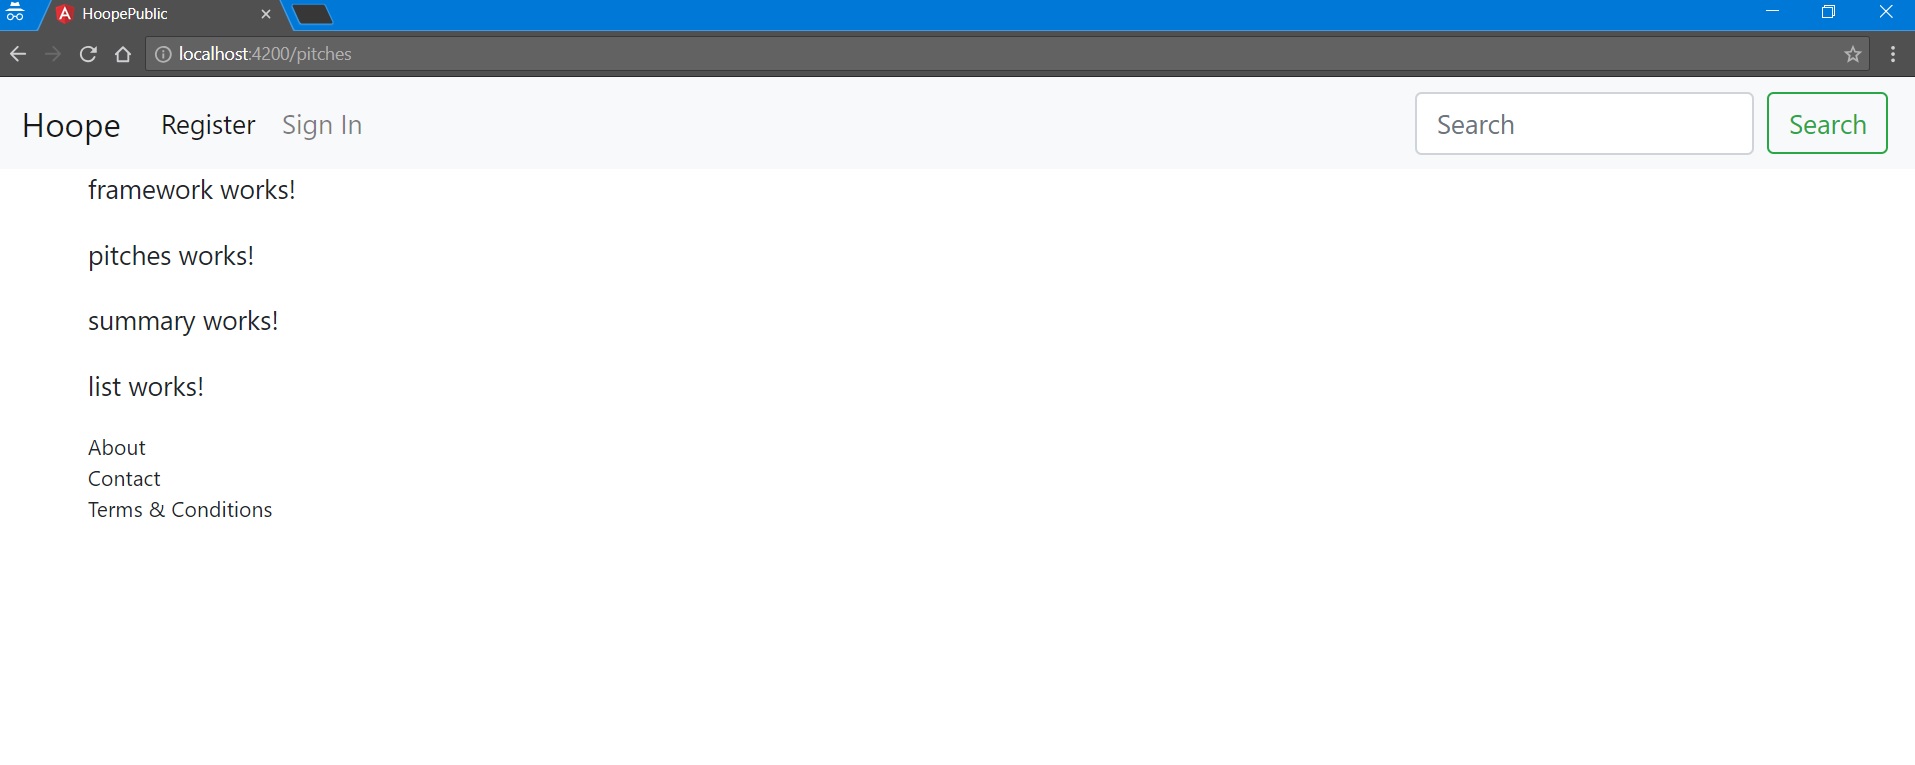 HoopePublic
localhost:4200/pitches
Hoope Register Sign In Search Search
framework works!
pitches works!
summary works!
list works!
About
Contact
Terms & Conditions